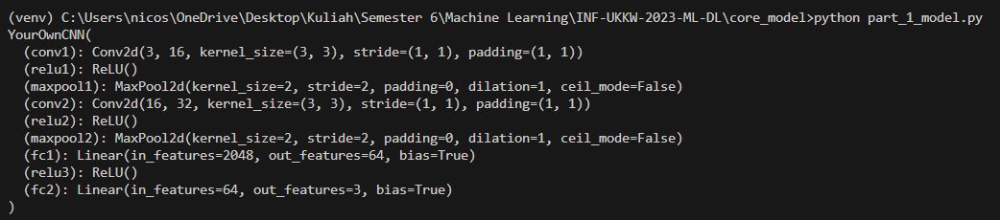 (venv) C:\Users\nicos\OneDrive\Desktop\Kuliah\Semester 6\Machine Learning\INF-UKKW-2023-ML-DL\core_model>python part_1_model.py
YourOwnCNN(
  (conv1): Conv2d(3, 16, kernel_size=(3, 3), stride=(1, 1), padding=(1, 1))
  (relu1): ReLU()
  (maxpool1): MaxPool2d(kernel_size=2, stride=2, padding=0, dilation=1, ceil_mode=False)
  (conv2): Conv2d(16, 32, kernel_size=(3, 3), stride=(1, 1), padding=(1, 1))
  (relu2): ReLU()
  (maxpool2): MaxPool2d(kernel_size=2, stride=2, padding=0, dilation=1, ceil_mode=False)
  (fc1): Linear(in_features=2048, out_features=64, bias=True)
  (relu3): ReLU()
  (fc2): Linear(in_features=64, out_features=3, bias=True)
)